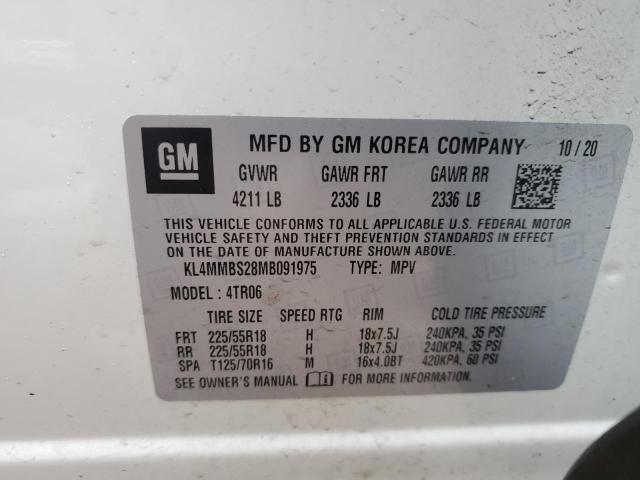 GM
MFD BY GM KOREA COMPANY 10/20
GVWR GAWR FRT GAWR RR
4211 LB 2336 LB 2336 LB
THIS VEHICLE CONFORMS TO ALL APPLICABLE U.S. FEDERAL MOTOR
VEHICLE SAFETY AND THEFT PREVENTION STANDARDS IN EFFECT
ON THE DATE OF MANUFACTURE SHOWN ABOVE.
KL4MMBS28MB091975 TYPE: MPV
MODEL: 4TR06
TIRE SIZE SPEED RTG RIM COLD TIRE PRESSURE
FRT 225/55R18 H 18x7.5J 240KPA, 35 PSI
RR 225/55R18 H 18x7.5J 240KPA, 35 PSI
SPA T125/70R16 M 16x4.0BT 420KPA, 60 PSI
SEE OWNER'S MANUAL FOR MORE INFORMATION.